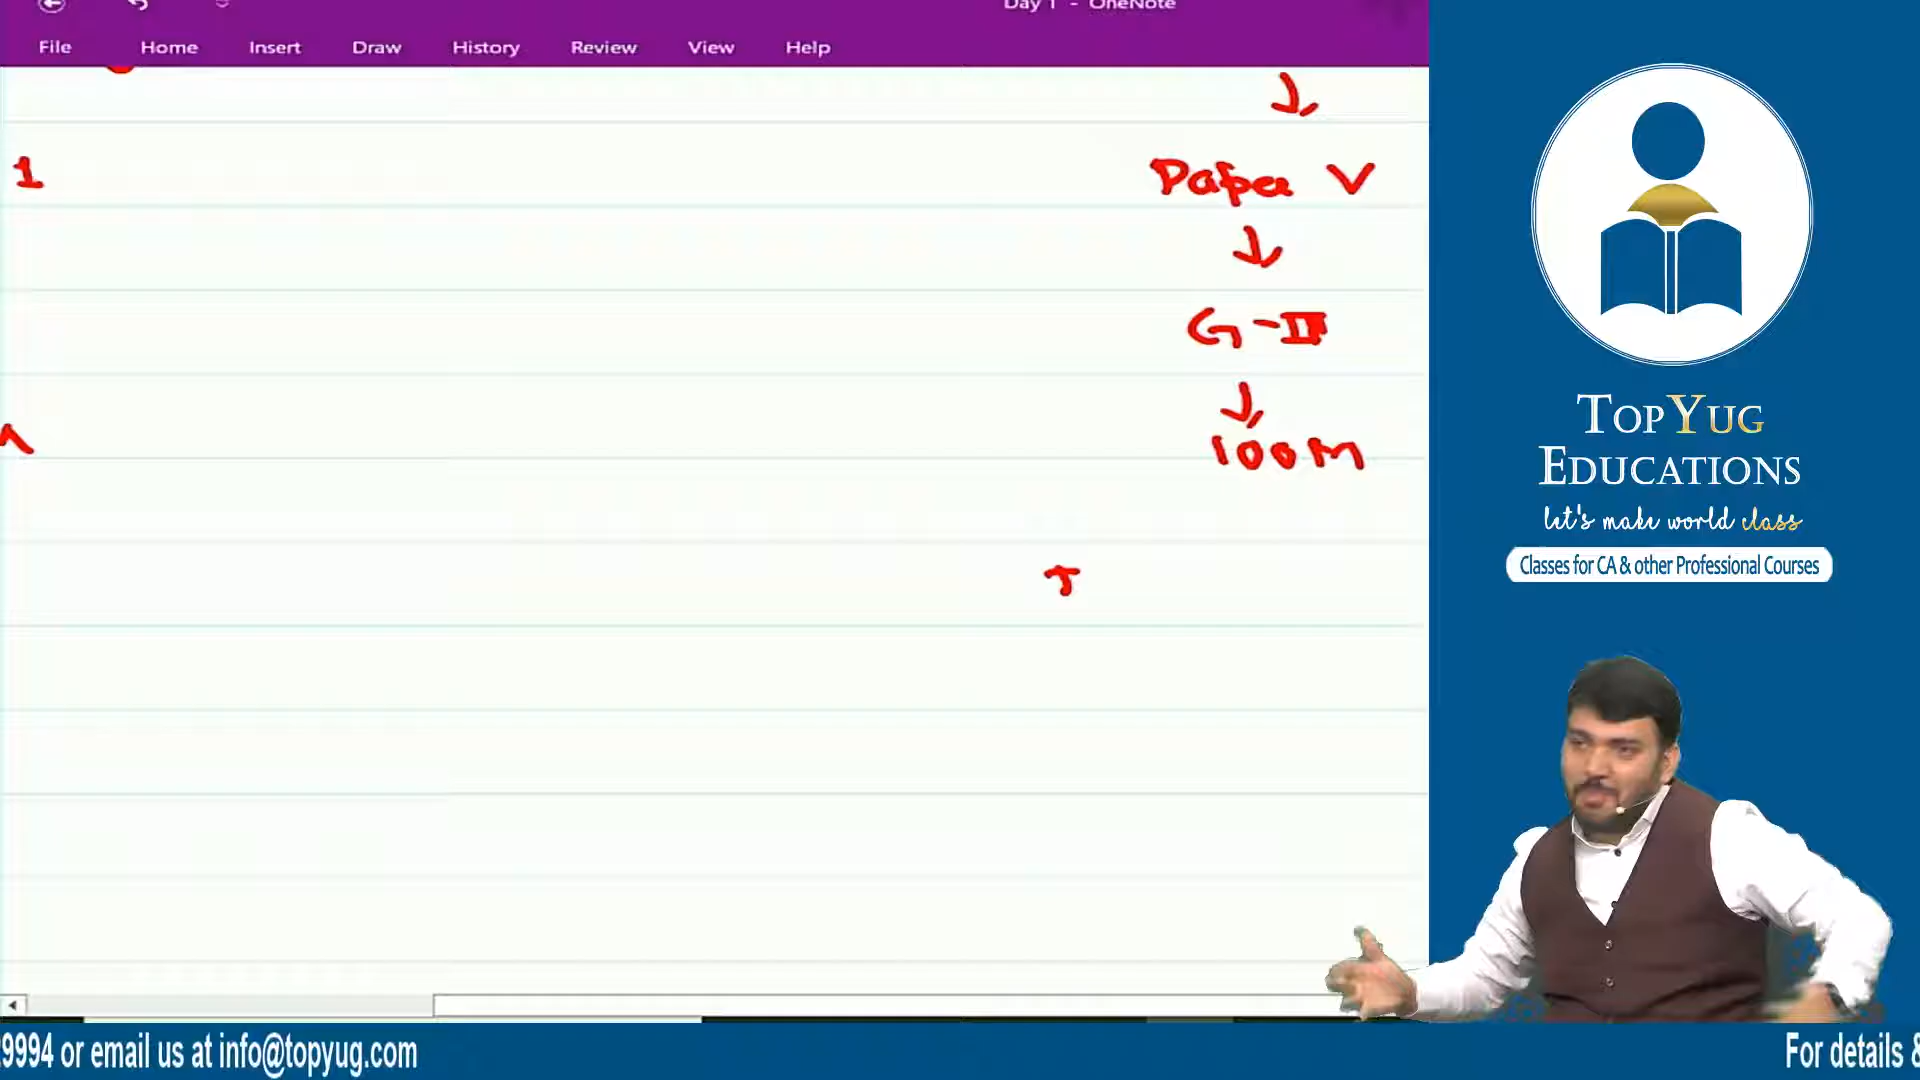 Day 1 - OneNote
File Home Insert Draw History Review View Help
1
Paper V
G-II
100M
TOPYUG
EDUCATIONS
let's make world class
Classes for CA & other Professional Courses
29994 or email us at info@topyug.com
For details &